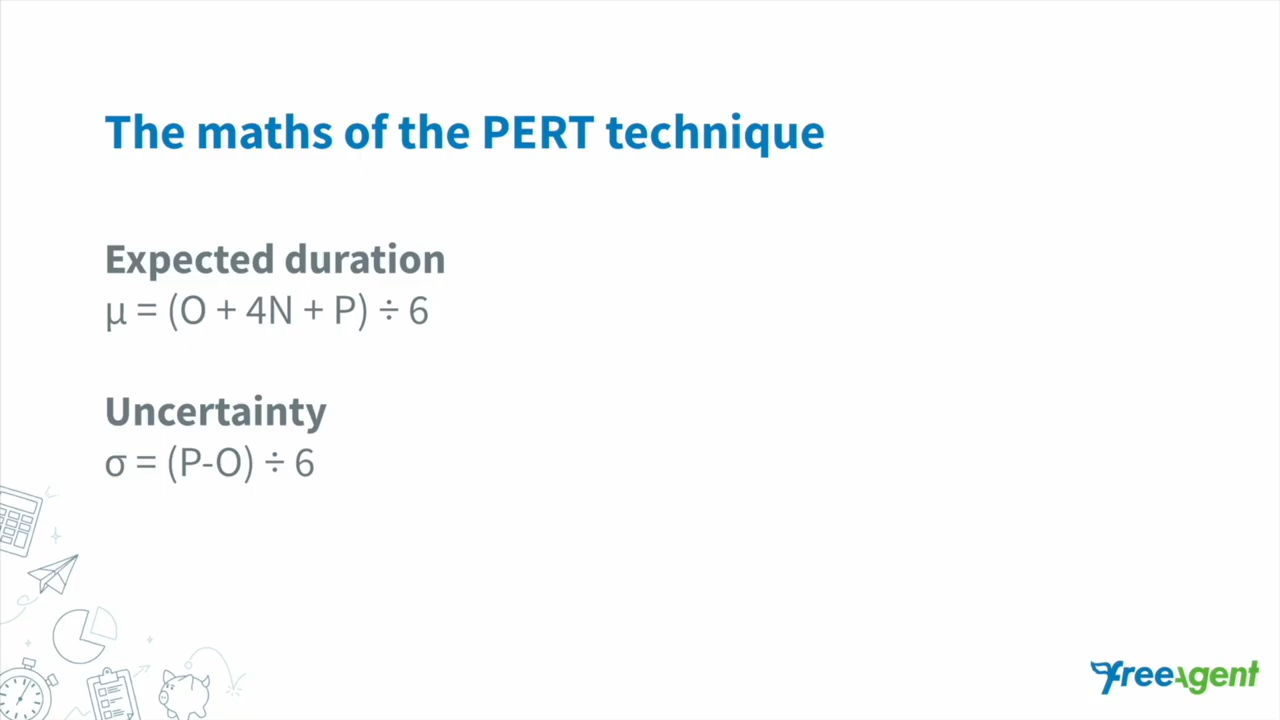 The maths of the PERT technique
Expected duration
μ = (O + 4N + P) ÷ 6
Uncertainty
σ = (P-O) ÷ 6
freeagent